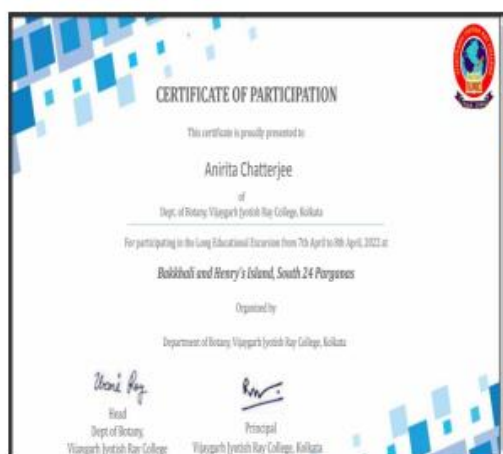 CERTIFICATE OF PARTICIPATION
This certificate is proudly presented to
Anirita Chatterjee
of
Dept. of Botany, Vijaygarh Jyotish Ray College, Kolkata
For participating in the Long Educational Excursion from 7th April to 8th April, 2022 at
Bakkhali and Henry's Island, South 24 Parganas
Organized by
Department of Botany, Vijaygarh Jyotish Ray College, Kolkata
Head
Dept of Botany,
Vijaygarh Jyotish Ray College
Principal
Vijaygarh Jyotish Ray College, Kolkata